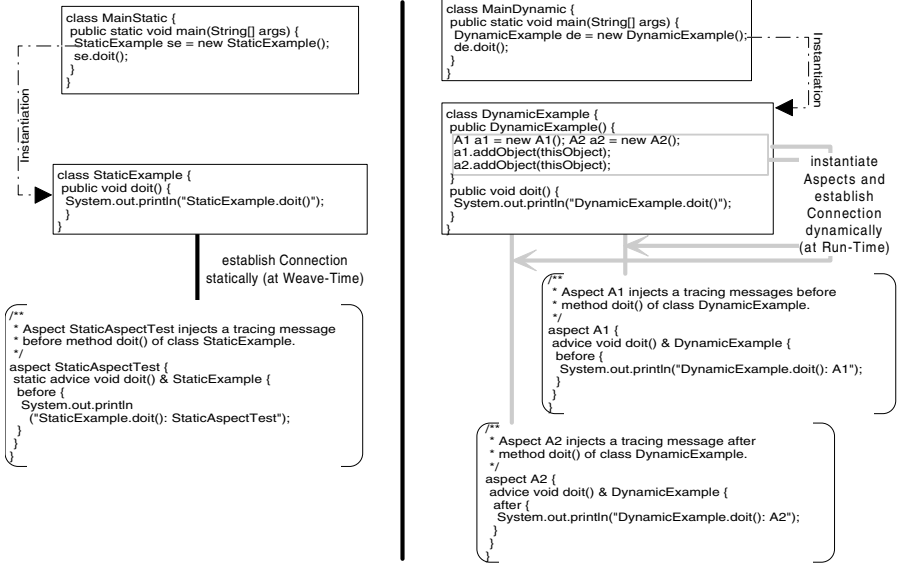 class MainStatic {
public static void main(String[] args) {
StaticExample se = new StaticExample();
se.doit();
}
}
Instantiation
class StaticExample {
public void doit() {
System.out.println("StaticExample.doit()");
}
}
establish Connection
statically (at Weave-Time)
/**
* Aspect StaticAspectTest injects a tracing message
* before method doit() of class StaticExample.
*/
aspect StaticAspectTest {
static advice void doit() & StaticExample {
before {
System.out.println
("StaticExample.doit(): StaticAspectTest");
}
}
}
class MainDynamic {
public static void main(String[] args) {
DynamicExample de = new DynamicExample();
de.doit();
}
}
Instantiation
class DynamicExample {
public DynamicExample() {
A1 a1 = new A1(); A2 a2 = new A2();
a1.addObject(thisObject);
a2.addObject(thisObject);
}
public void doit() {
System.out.println("DynamicExample.doit()");
}
}
instantiate
Aspects and
establish
Connection
dynamically
(at Run-Time)
/**
* Aspect A1 injects a tracing messages before
* method doit() of class DynamicExample.
*/
aspect A1 {
advice void doit() & DynamicExample {
before {
System.out.println("DynamicExample.doit(): A1");
}
}
}
/**
* Aspect A2 injects a tracing message after
* method doit() of class DynamicExample.
*/
aspect A2 {
advice void doit() & DynamicExample {
after {
System.out.println("DynamicExample.doit(): A2");
}
}
}